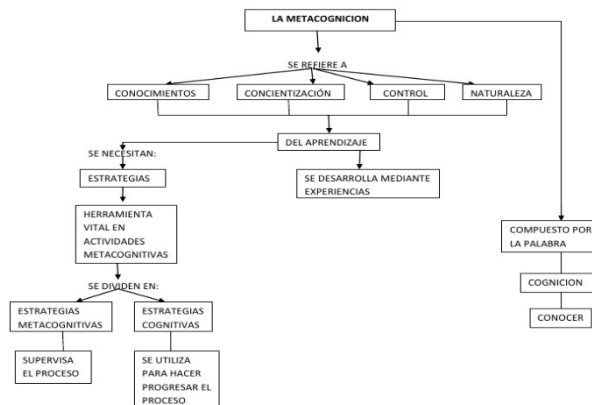 LA METACOGNICION
SE REFIERE A
CONOCIMIENTOS
CONCIENTIZACIÓN
CONTROL
NATURALEZA
DEL APRENDIZAJE
SE NECESITAN:
ESTRATEGIAS
SE DESARROLLA MEDIANTE
EXPERIENCIAS
HERRAMIENTA
VITAL EN
ACTIVIDADES
METACOGNITIVAS
COMPUESTO POR
LA PALABRA
COGNICION
CONOCER
SE DIVIDEN EN:
ESTRATEGIAS
METACOGNITIVAS
ESTRATEGIAS
COGNITIVAS
SUPERVISA
EL PROCESO
SE UTILIZA
PARA HACER
PROGRESAR EL
PROCESO